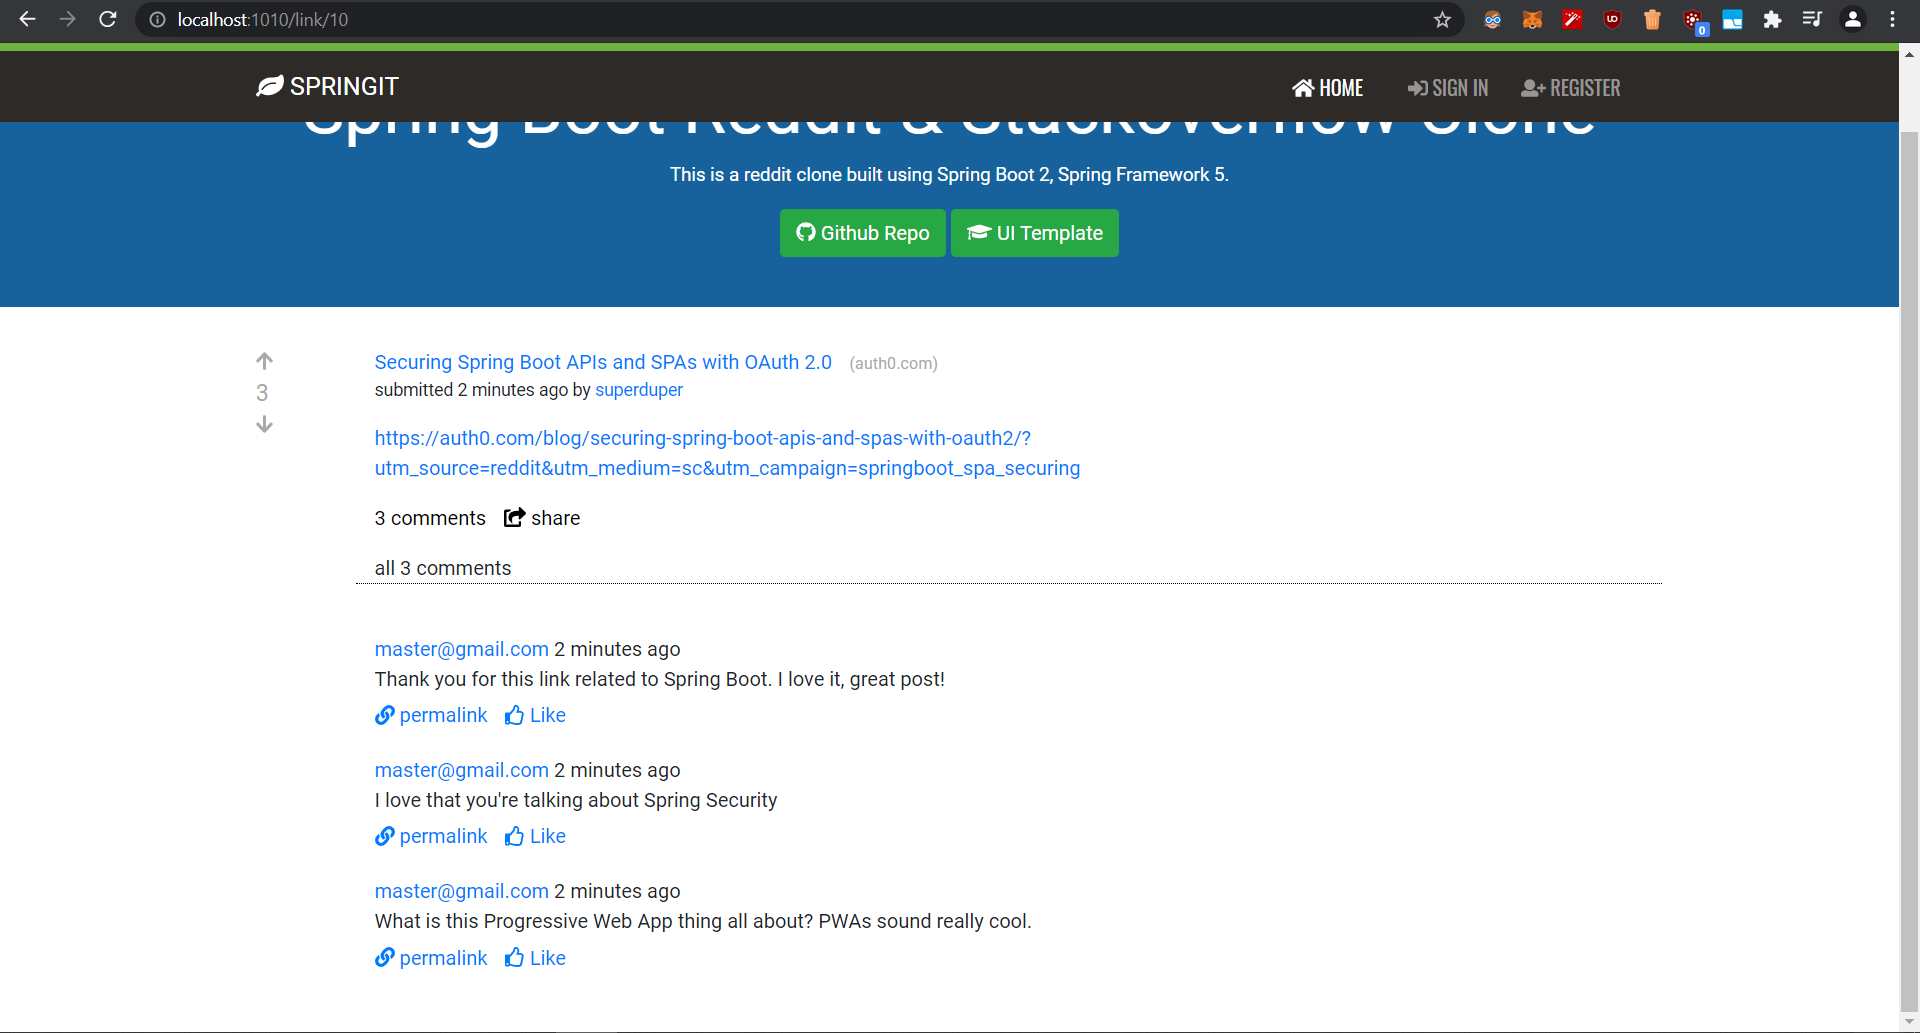 localhost:1010/link/10
0
SPRINGIT
HOME
SIGN IN
REGISTER
Spring Boot Reddit & Stackoverflow Clone
This is a reddit clone built using Spring Boot 2, Spring Framework 5.
Github Repo
UI Template
Securing Spring Boot APIs and SPAs with OAuth 2.0 (auth0.com)
3
submitted 2 minutes ago by superduper
https://auth0.com/blog/securing-spring-boot-apis-and-spas-with-oauth2/?
utm_source=reddit&utm_medium=sc&utm_campaign=springboot_spa_securing
3 comments share
all 3 comments
master@gmail.com 2 minutes ago
Thank you for this link related to Spring Boot. I love it, great post!
permalink Like
master@gmail.com 2 minutes ago
I love that you're talking about Spring Security
permalink Like
master@gmail.com 2 minutes ago
What is this Progressive Web App thing all about? PWAs sound really cool.
permalink Like